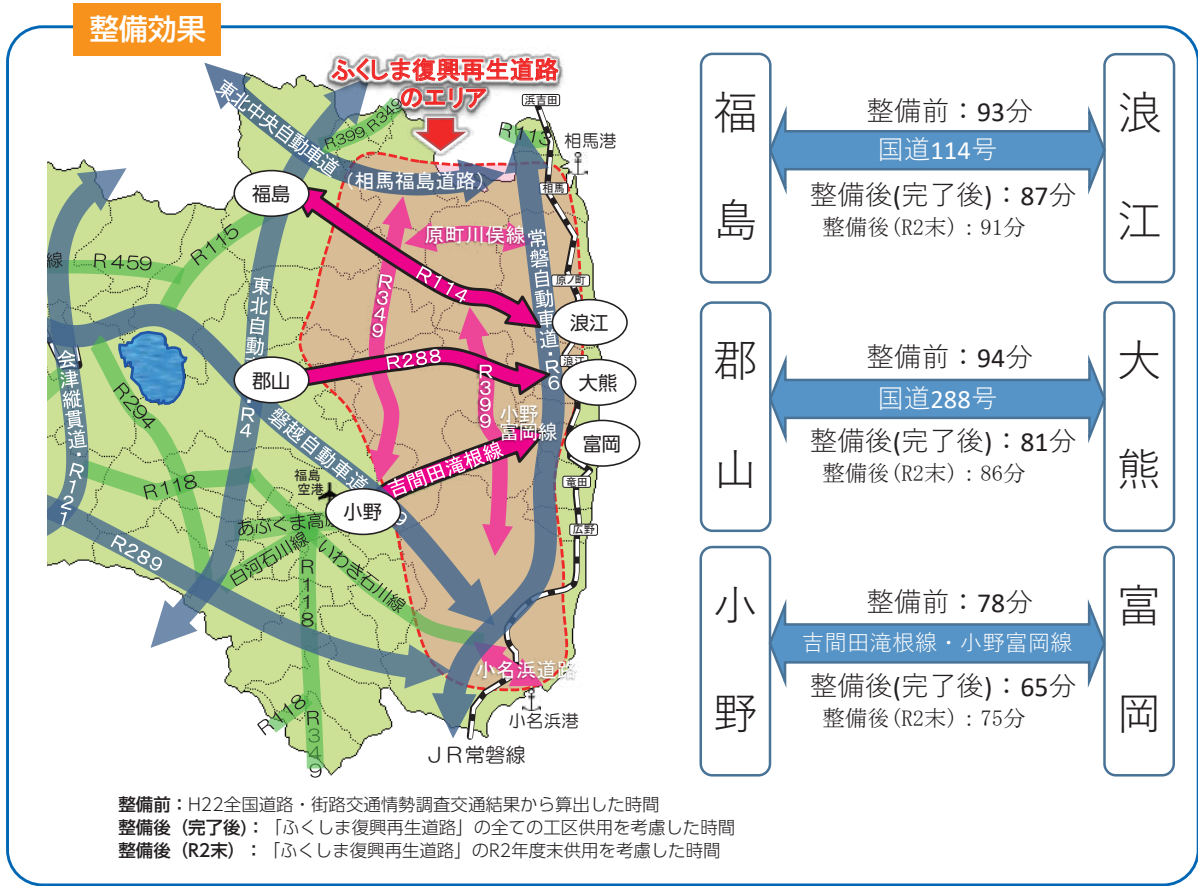 整備効果
ふくしま復興再生道路
のエリア
東北中央自動車道
(相馬福島道路)
R399 R349
R113
浜吉田
相馬港
相馬
福島
原町川俣線
R115
R459
線
R114
R349
常磐自動車道・R6
原ノ町
浪江
浪江
東北自動
・R4
会津縦貫道・R121
郡山
R288
大熊
R294
R399
小野
富岡線
富岡
磐越自動車道
9
吉間田滝根線
竜田
R118
福島
空港
小野
広野
あぶくま高
R289
白河石川線
いわき石川線
R118
小名浜道路
R118
R349
小名浜港
JR常磐線
福島
浪江
整備前:93分
国道114号
整備後(完了後):87分
整備後(R2末):91分
郡山
大熊
整備前:94分
国道288号
整備後(完了後):81分
整備後(R2末):86分
小野
富岡
整備前:78分
吉間田滝根線・小野富岡線
整備後(完了後):65分
整備後(R2末):75分
整備前:H22全国道路・街路交通情勢調査交通結果から算出した時間
整備後(完了後):「ふくしま復興再生道路」の全ての工区供用を考慮した時間
整備後(R2末):「ふくしま復興再生道路」のR2年度末供用を考慮した時間